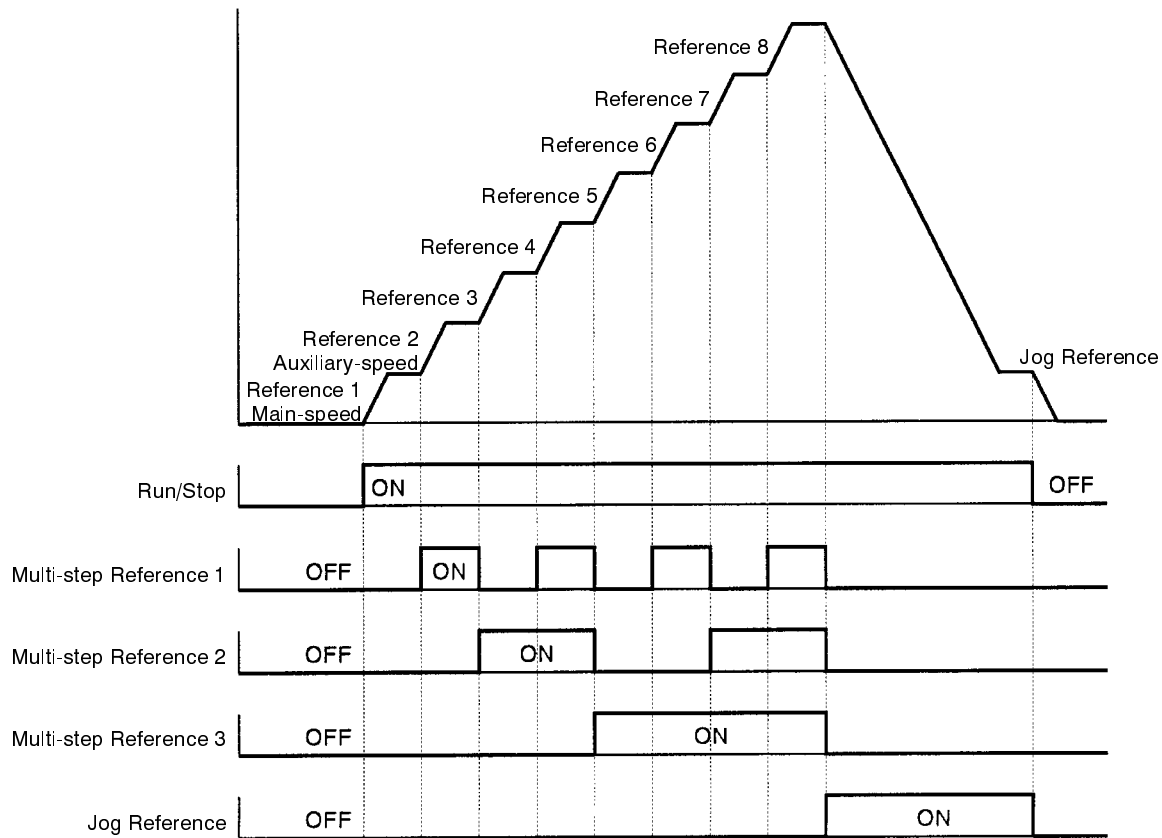 Reference 8
Reference 7
Reference 6
Reference 5
Reference 4
Reference 3
Reference 2
Auxiliary-speed
Jog Reference
Reference 1
Main-speed
Run/Stop
ON
OFF
Multi-step Reference 1
OFF
ON
Multi-step Reference 2
OFF
ON
Multi-step Reference 3
OFF
ON
Jog Reference
OFF
ON